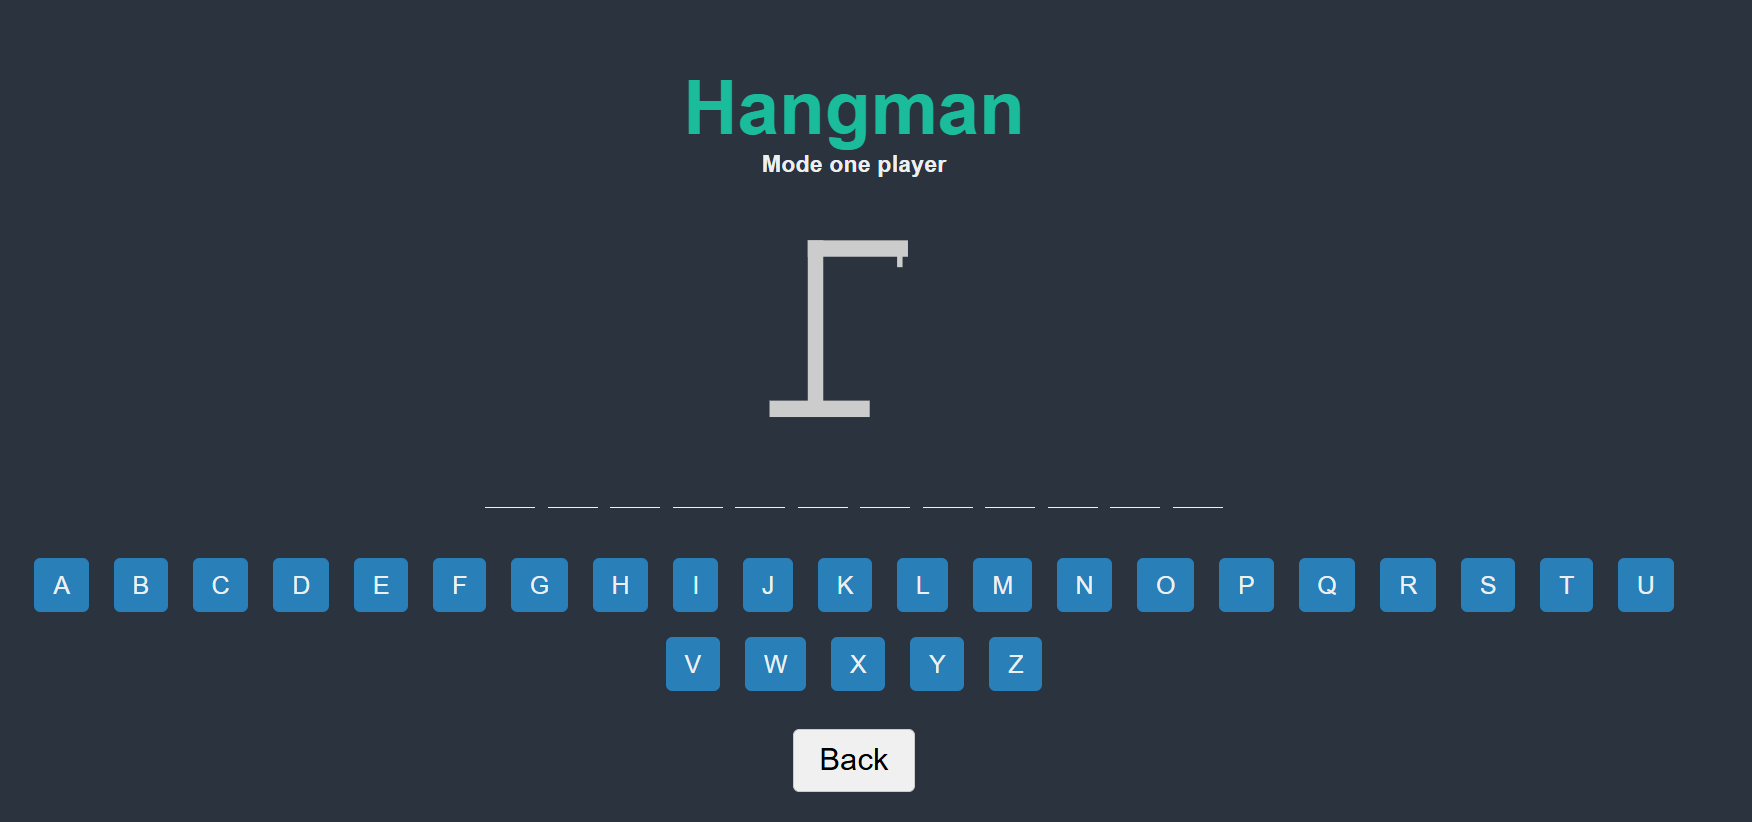 Hangman
Mode one player
A B C D E F G H I J K L M N O P Q R S T U
V W X Y Z
Back